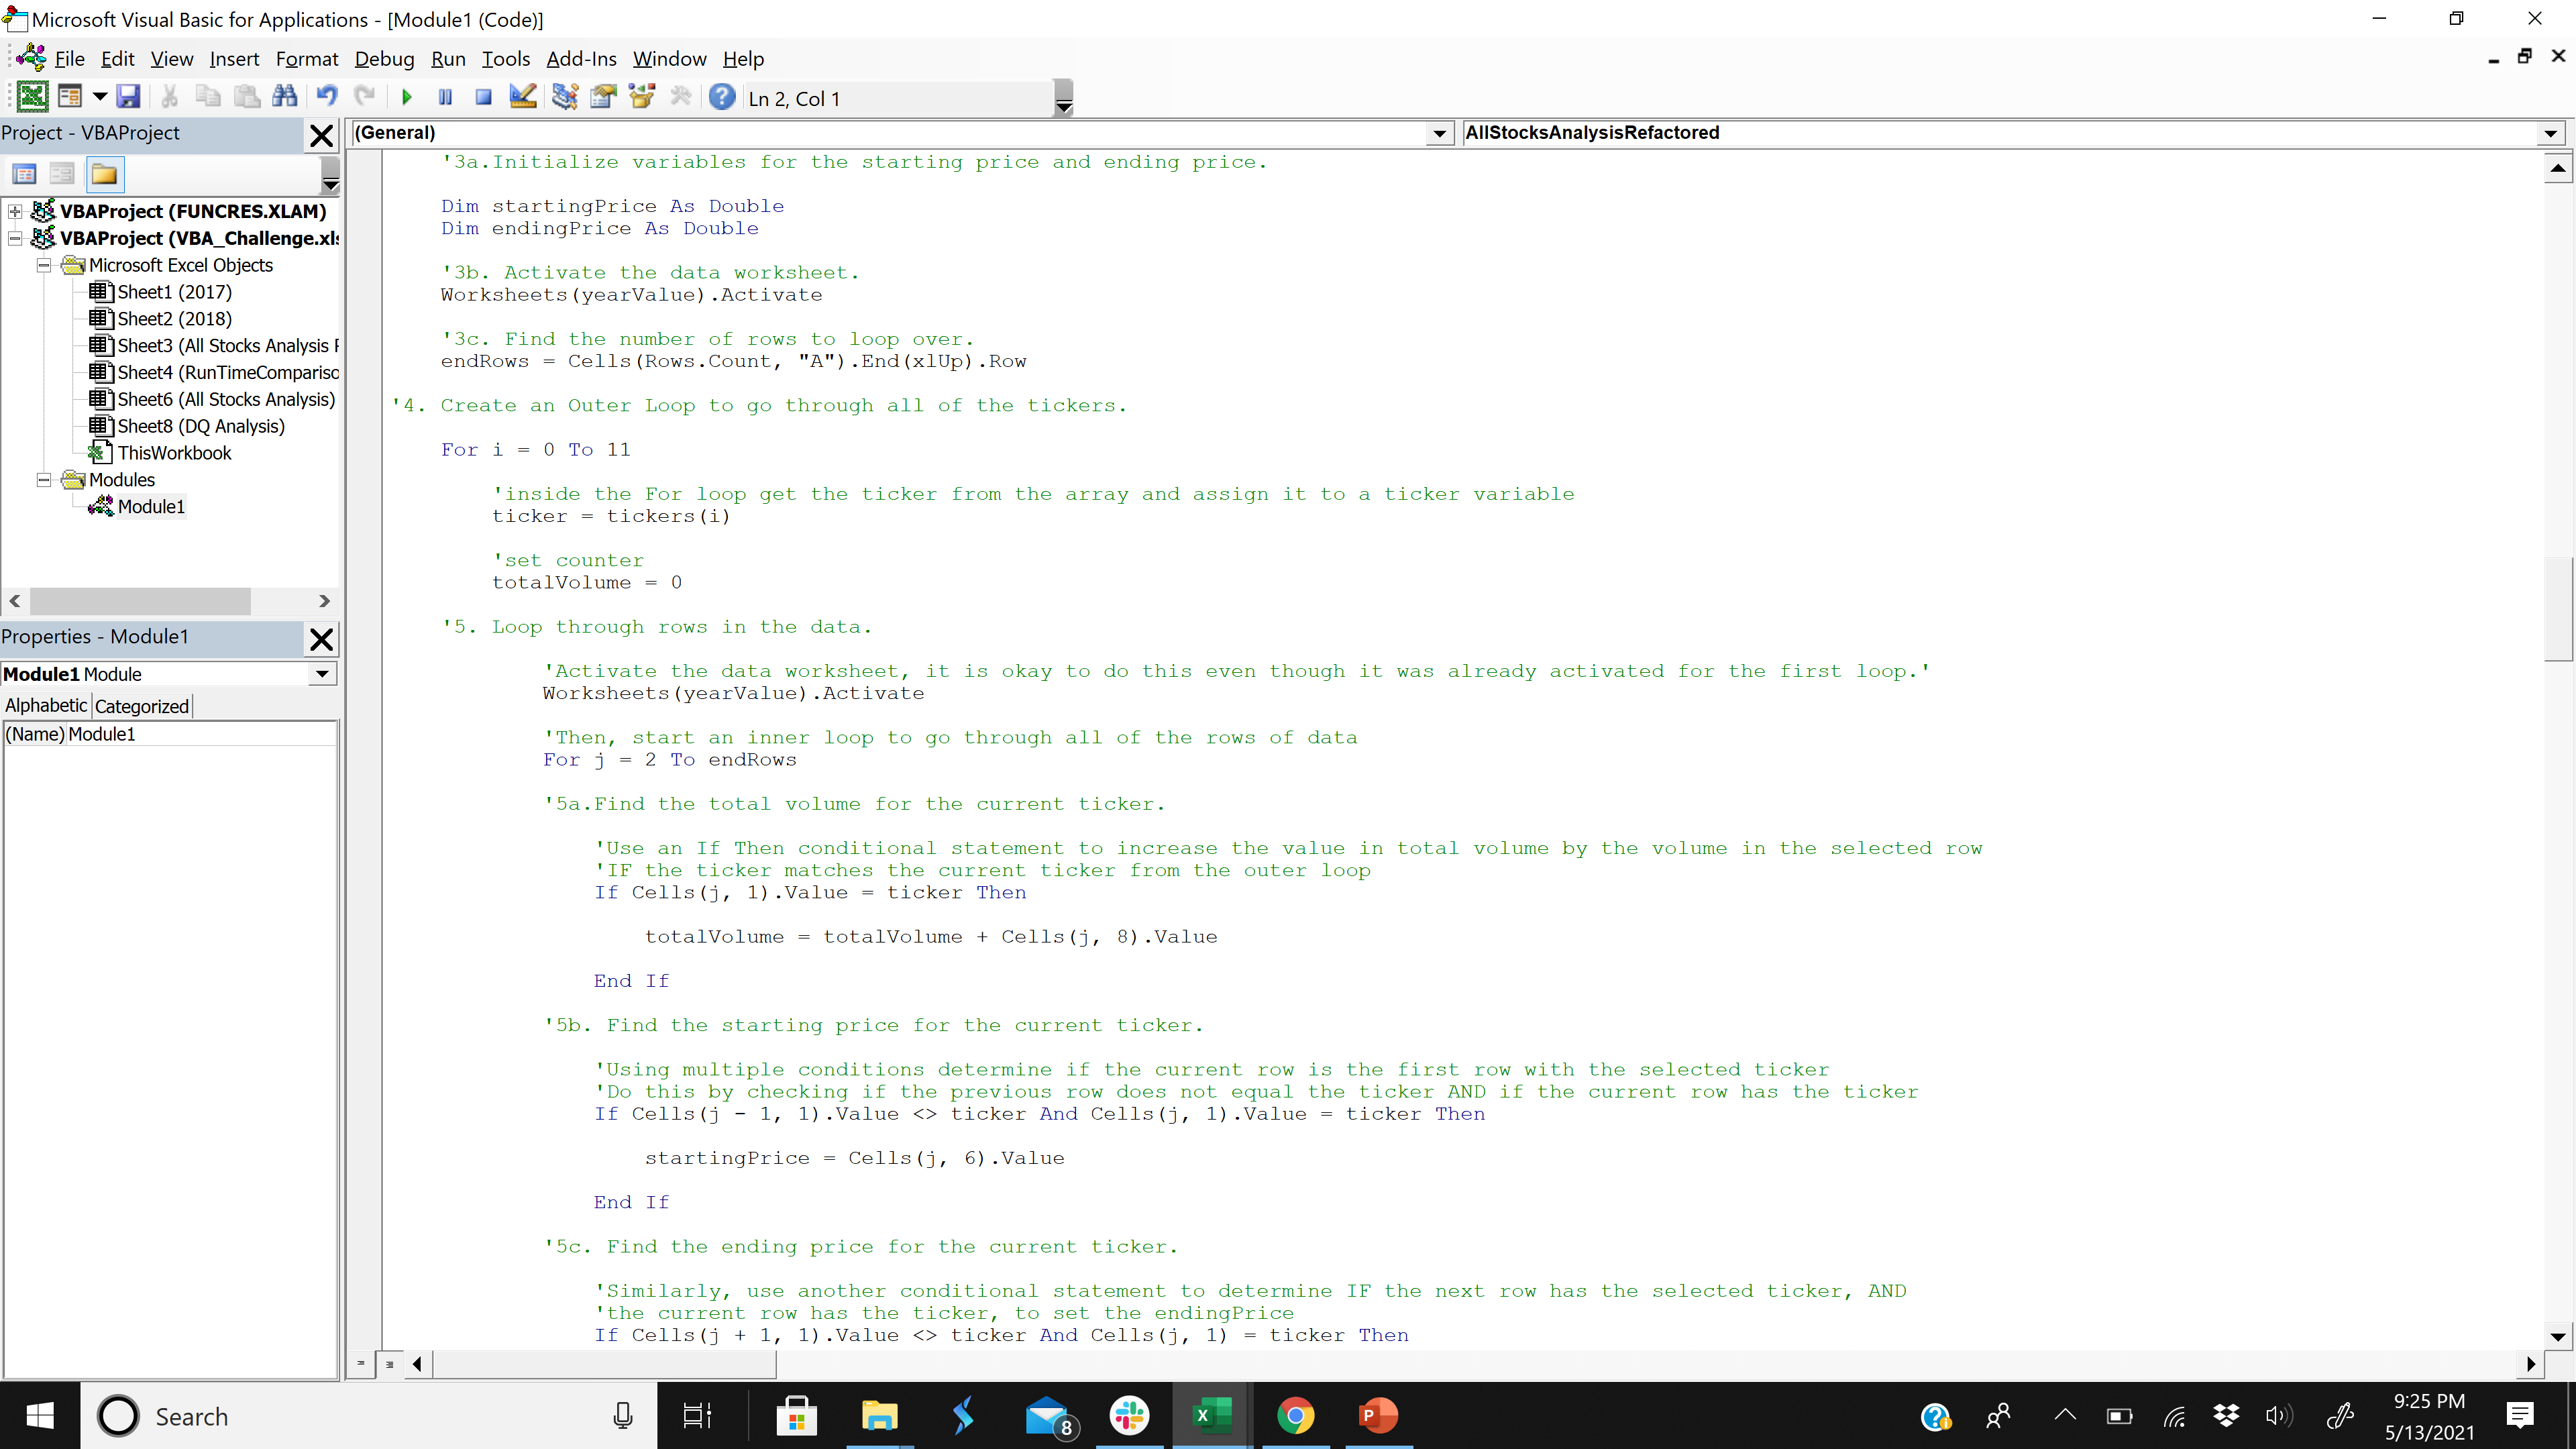 Microsoft Visual Basic for Applications - [Module1 (Code)]
File Edit View Insert Format Debug Run Tools Add-Ins Window Help
Ln 2, Col 1
Project - VBAProject
(General)
AllStocksAnalysisRefactored
VBAProject (FUNCRES.XLAM)
VBAProject (VBA_Challenge.xls
Microsoft Excel Objects
Sheet1 (2017)
Sheet2 (2018)
Sheet3 (All Stocks Analysis
Sheet4 (RunTimeCompariso
Sheet6 (All Stocks Analysis)
Sheet8 (DQ Analysis)
ThisWorkbook
Modules
Module1
Properties - Module1
Module1 Module
Alphabetic Categorized
(Name) Module1
'3a.Initialize variables for the starting price and ending price.
Dim startingPrice As Double
Dim endingPrice As Double
'3b. Activate the data worksheet.
Worksheets(yearValue).Activate
'3c. Find the number of rows to loop over.
endRows = Cells(Rows.Count, "A").End(xlUp).Row
'4. Create an Outer Loop to go through all of the tickers.
For i = 0 To 11
'inside the For loop get the ticker from the array and assign it to a ticker variable
ticker = tickers(i)
'set counter
totalVolume = 0
'5. Loop through rows in the data.
'Activate the data worksheet, it is okay to do this even though it was already activated for the first loop.'
Worksheets(yearValue).Activate
'Then, start an inner loop to go through all of the rows of data
For j = 2 To endRows
'5a.Find the total volume for the current ticker.
'Use an If Then conditional statement to increase the value in total volume by the volume in the selected row
'IF the ticker matches the current ticker from the outer loop
If Cells(j, 1).Value = ticker Then
totalVolume = totalVolume + Cells(j, 8).Value
End If
'5b. Find the starting price for the current ticker.
'Using multiple conditions determine if the current row is the first row with the selected ticker
'Do this by checking if the previous row does not equal the ticker AND if the current row has the ticker
If Cells(j - 1, 1).Value <> ticker And Cells(j, 1).Value = ticker Then
startingPrice = Cells(j, 6).Value
End If
'5c. Find the ending price for the current ticker.
'Similarly, use another conditional statement to determine IF the next row has the selected ticker, AND
'the current row has the ticker, to set the endingPrice
If Cells(j + 1, 1).Value <> ticker And Cells(j, 1) = ticker Then
Search
8
9:25 PM
5/13/2021